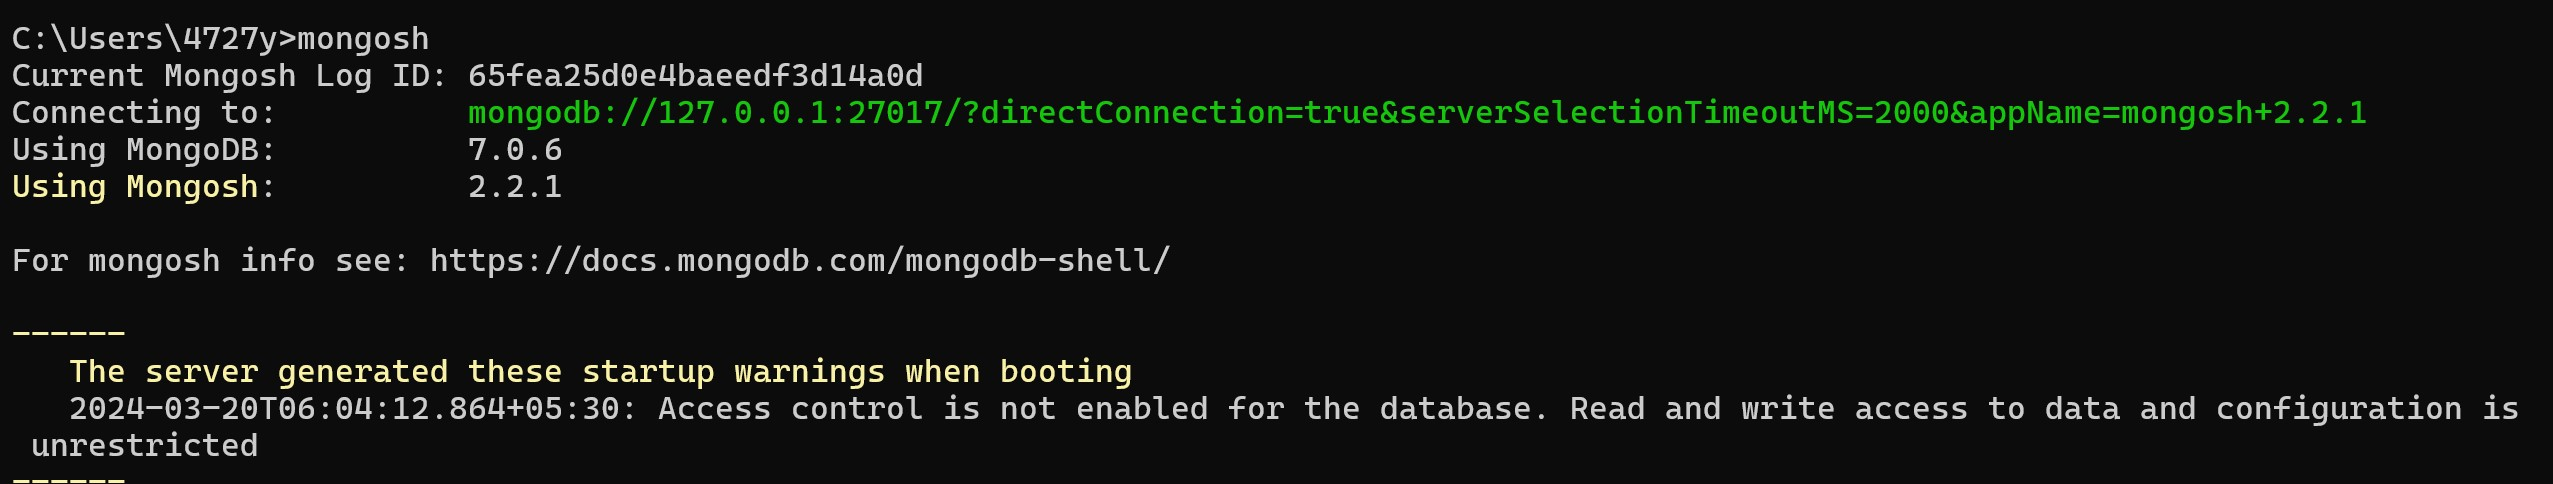 C:\Users\4727y>mongosh
Current Mongosh Log ID: 65fea25d0e4baeedf3d14a0d
Connecting to:          mongodb://127.0.0.1:27017/?directConnection=true&serverSelectionTimeoutMS=2000&appName=mongosh+2.2.1
Using MongoDB:          7.0.6
Using Mongosh:          2.2.1
For mongosh info see: https://docs.mongodb.com/mongodb-shell/
------
The server generated these startup warnings when booting
2024-03-20T06:04:12.864+05:30: Access control is not enabled for the database. Read and write access to data and configuration is
unrestricted
------